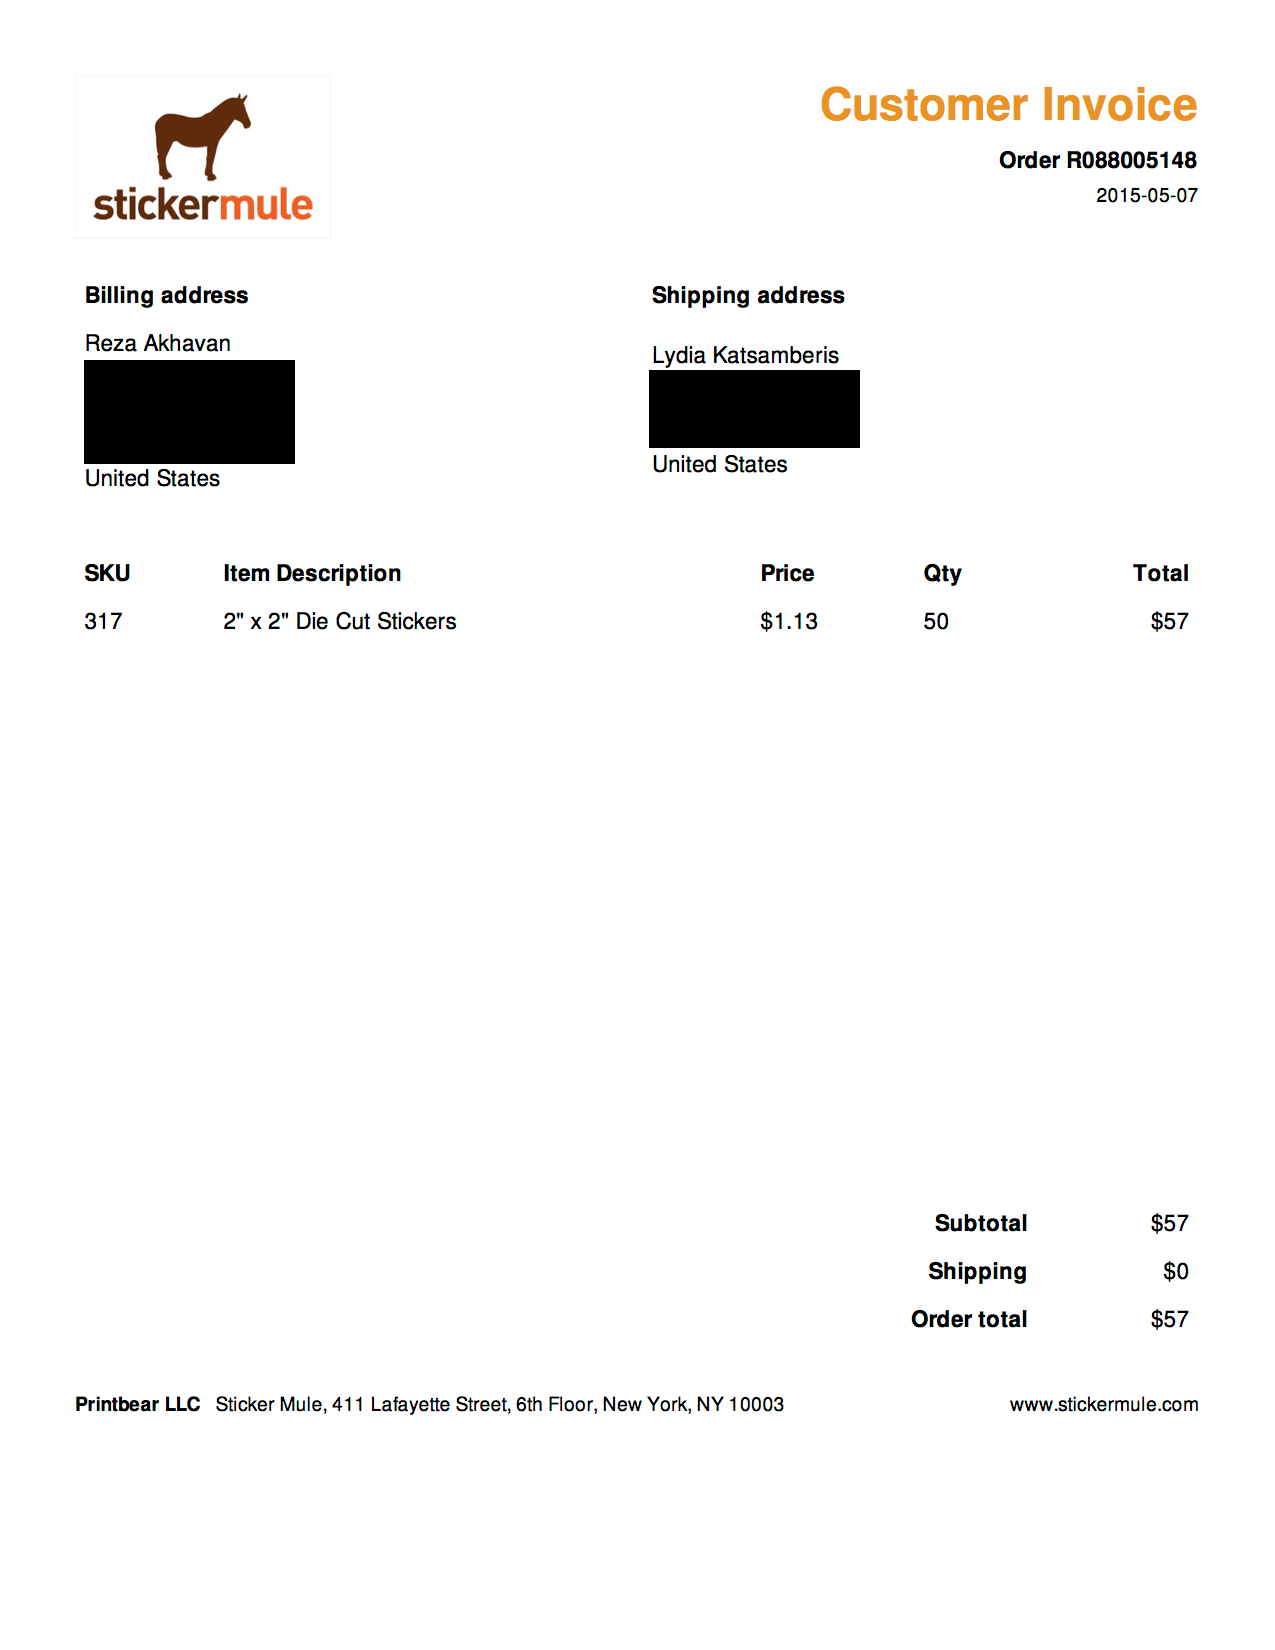 stickermule
Customer Invoice
Order R088005148
2015-05-07
Billing address
Reza Akhavan
United States
Shipping address
Lydia Katsamberis
United States
SKU Item Description Price Qty Total
317 2" x 2" Die Cut Stickers $1.13 50 $57
Subtotal $57
Shipping $0
Order total $57
Printbear LLC Sticker Mule, 411 Lafayette Street, 6th Floor, New York, NY 10003 www.stickermule.com